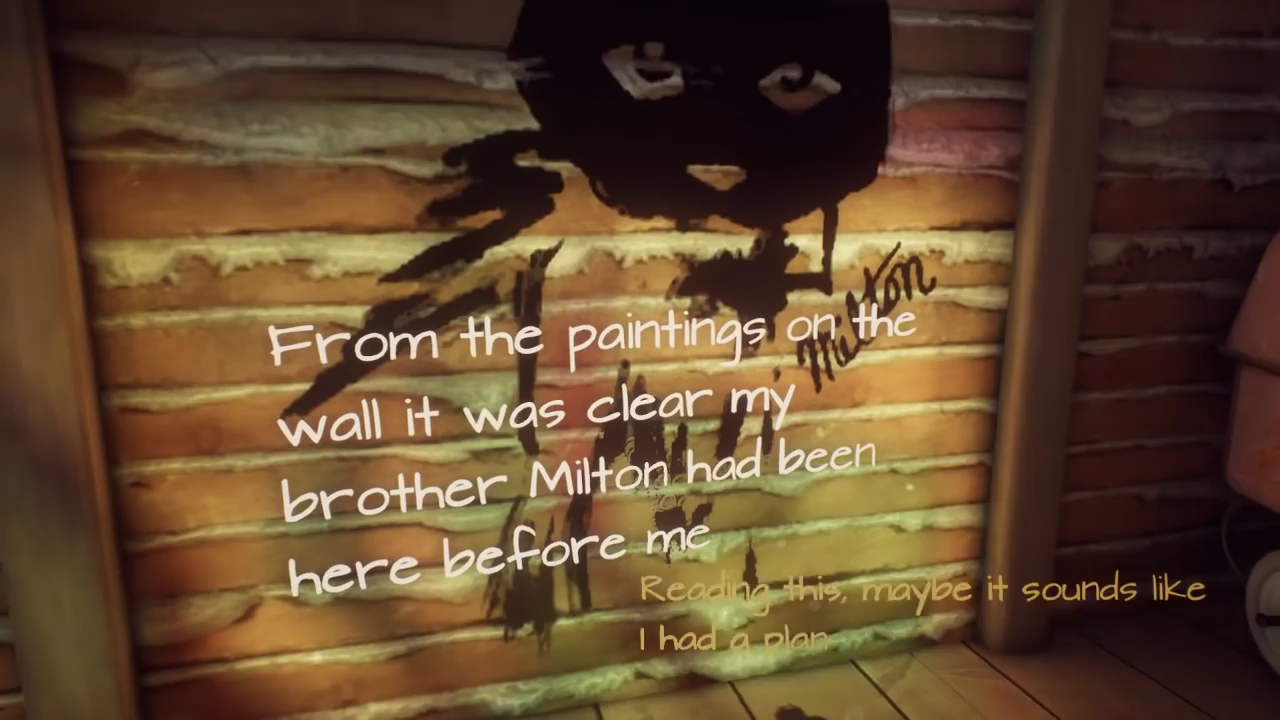 Milton
From the paintings on the
wall it was clear my
brother Milton had been
here before me
Reading this, maybe it sounds like
I had a plan